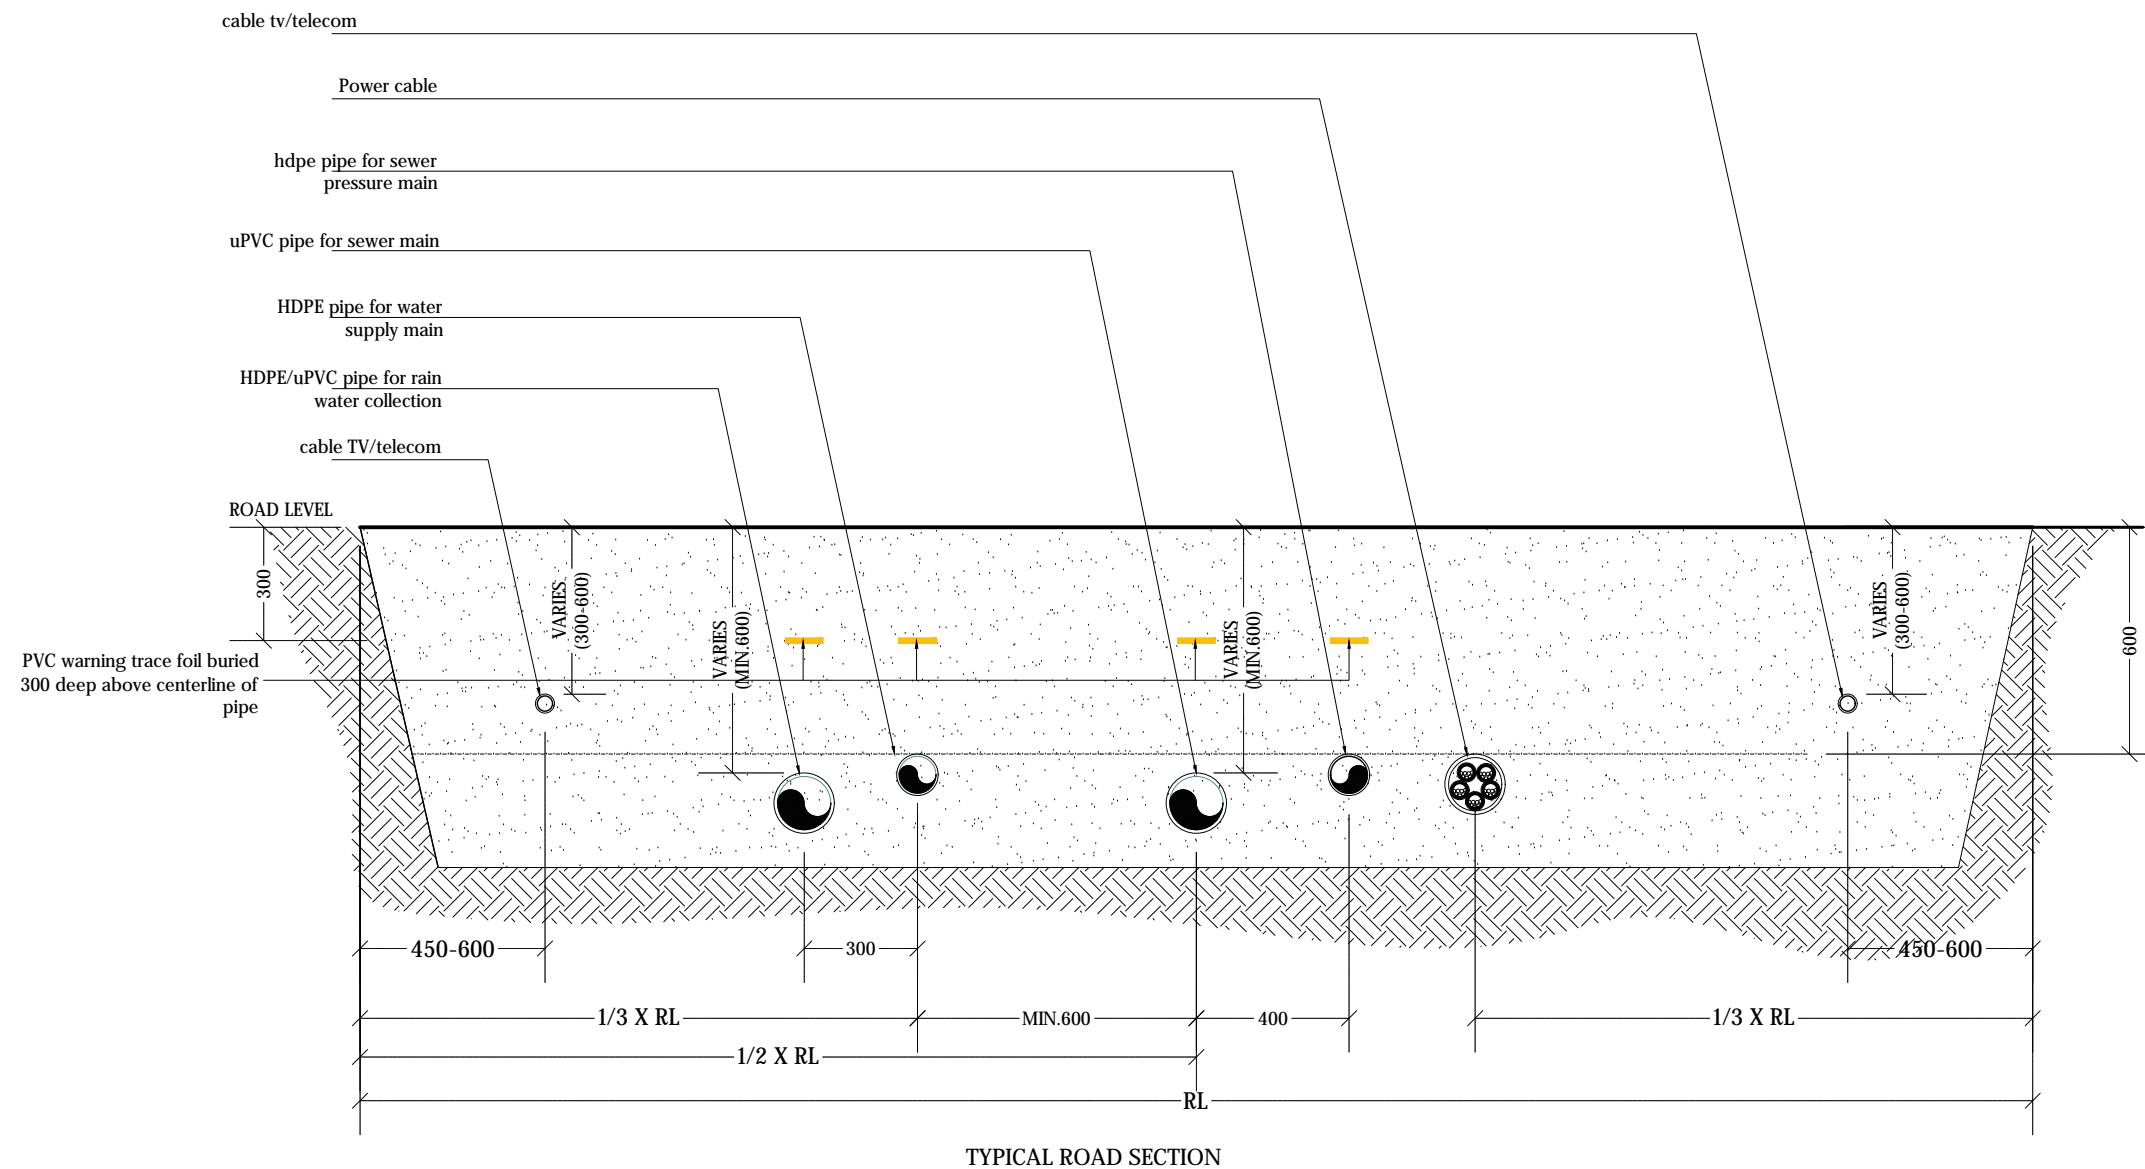 cable tv/telecom
Power cable
hdpe pipe for sewer
pressure main
uPVC pipe for sewer main
HDPE pipe for water
supply main
HDPE/uPVC pipe for rain
water collection
cable TV/telecom
ROAD LEVEL
300
VARIES
(300-600)
VARIES
(MIN.600)
VARIES
(MIN.600)
VARIES
(300-600)
600
PVC warning trace foil buried
300 deep above centerline of
pipe
450-600
300
450-600
1/3 X RL
MIN.600
400
1/3 X RL
1/2 X RL
RL
TYPICAL ROAD SECTION